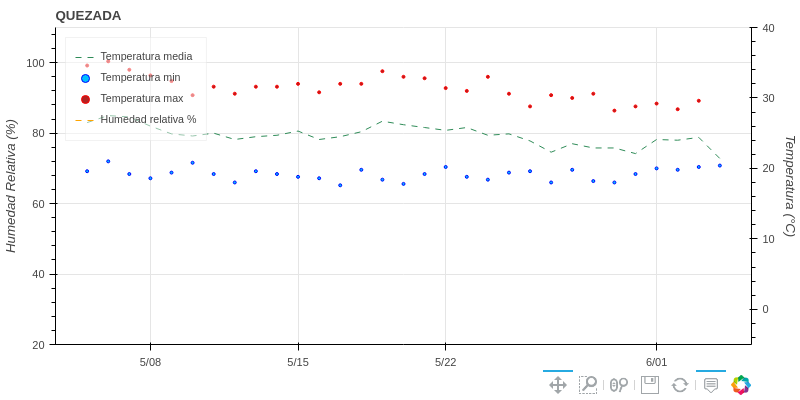 QUEZADA
Temperatura media
Temperatura min
Temperatura max
Humedad relativa %
Humedad Relativa (%)
100
80
60
40
20
Temperatura (°C)
40
30
20
10
0
5/08
5/15
5/22
6/01